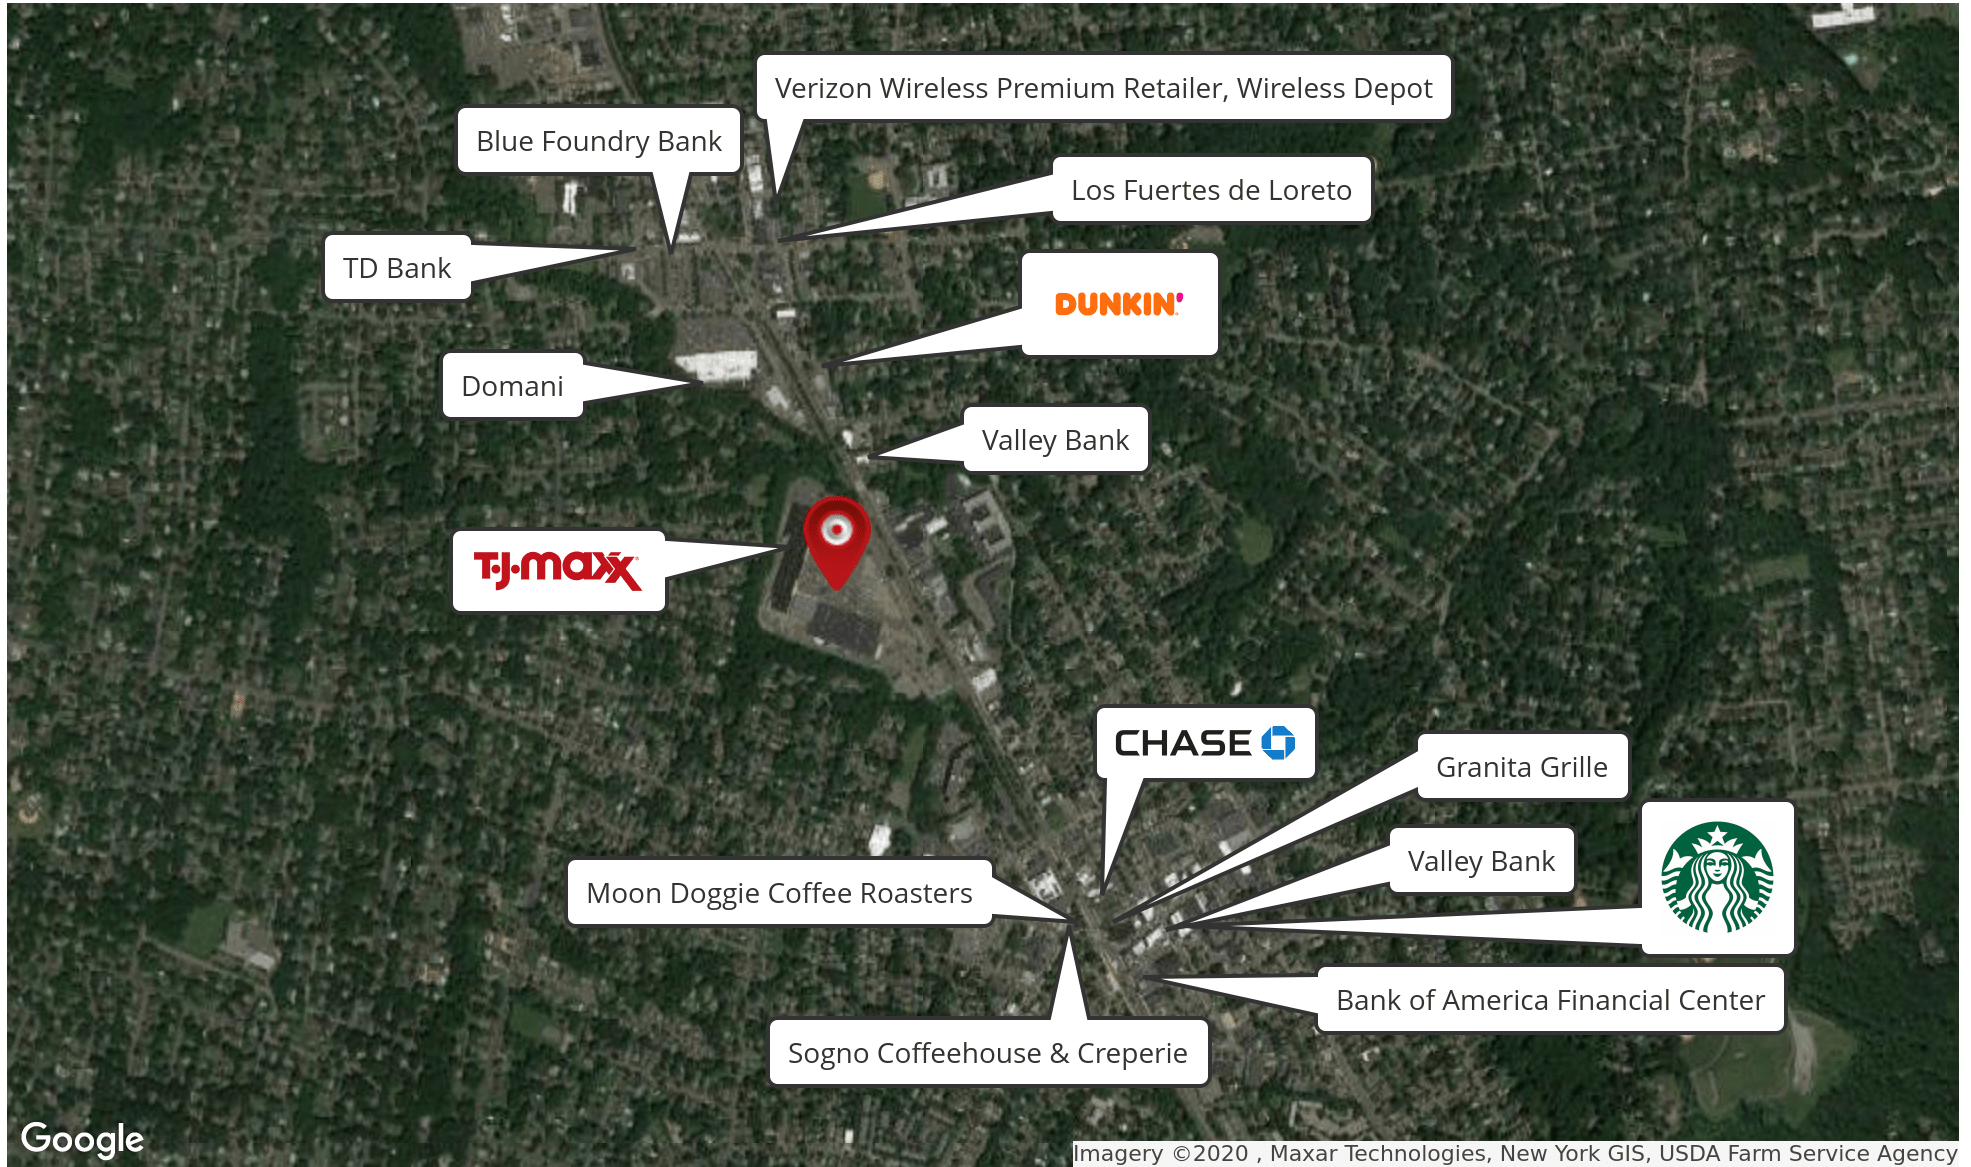 Verizon Wireless Premium Retailer, Wireless Depot
Blue Foundry Bank
Los Fuertes de Loreto
TD Bank
DUNKIN'
Domani
Valley Bank
T.J.maxx
CHASE
Granita Grille
Valley Bank
Moon Doggie Coffee Roasters
Bank of America Financial Center
Sogno Coffeehouse & Creperie
Google
Imagery ©2020 , Maxar Technologies, New York GIS, USDA Farm Service Agency